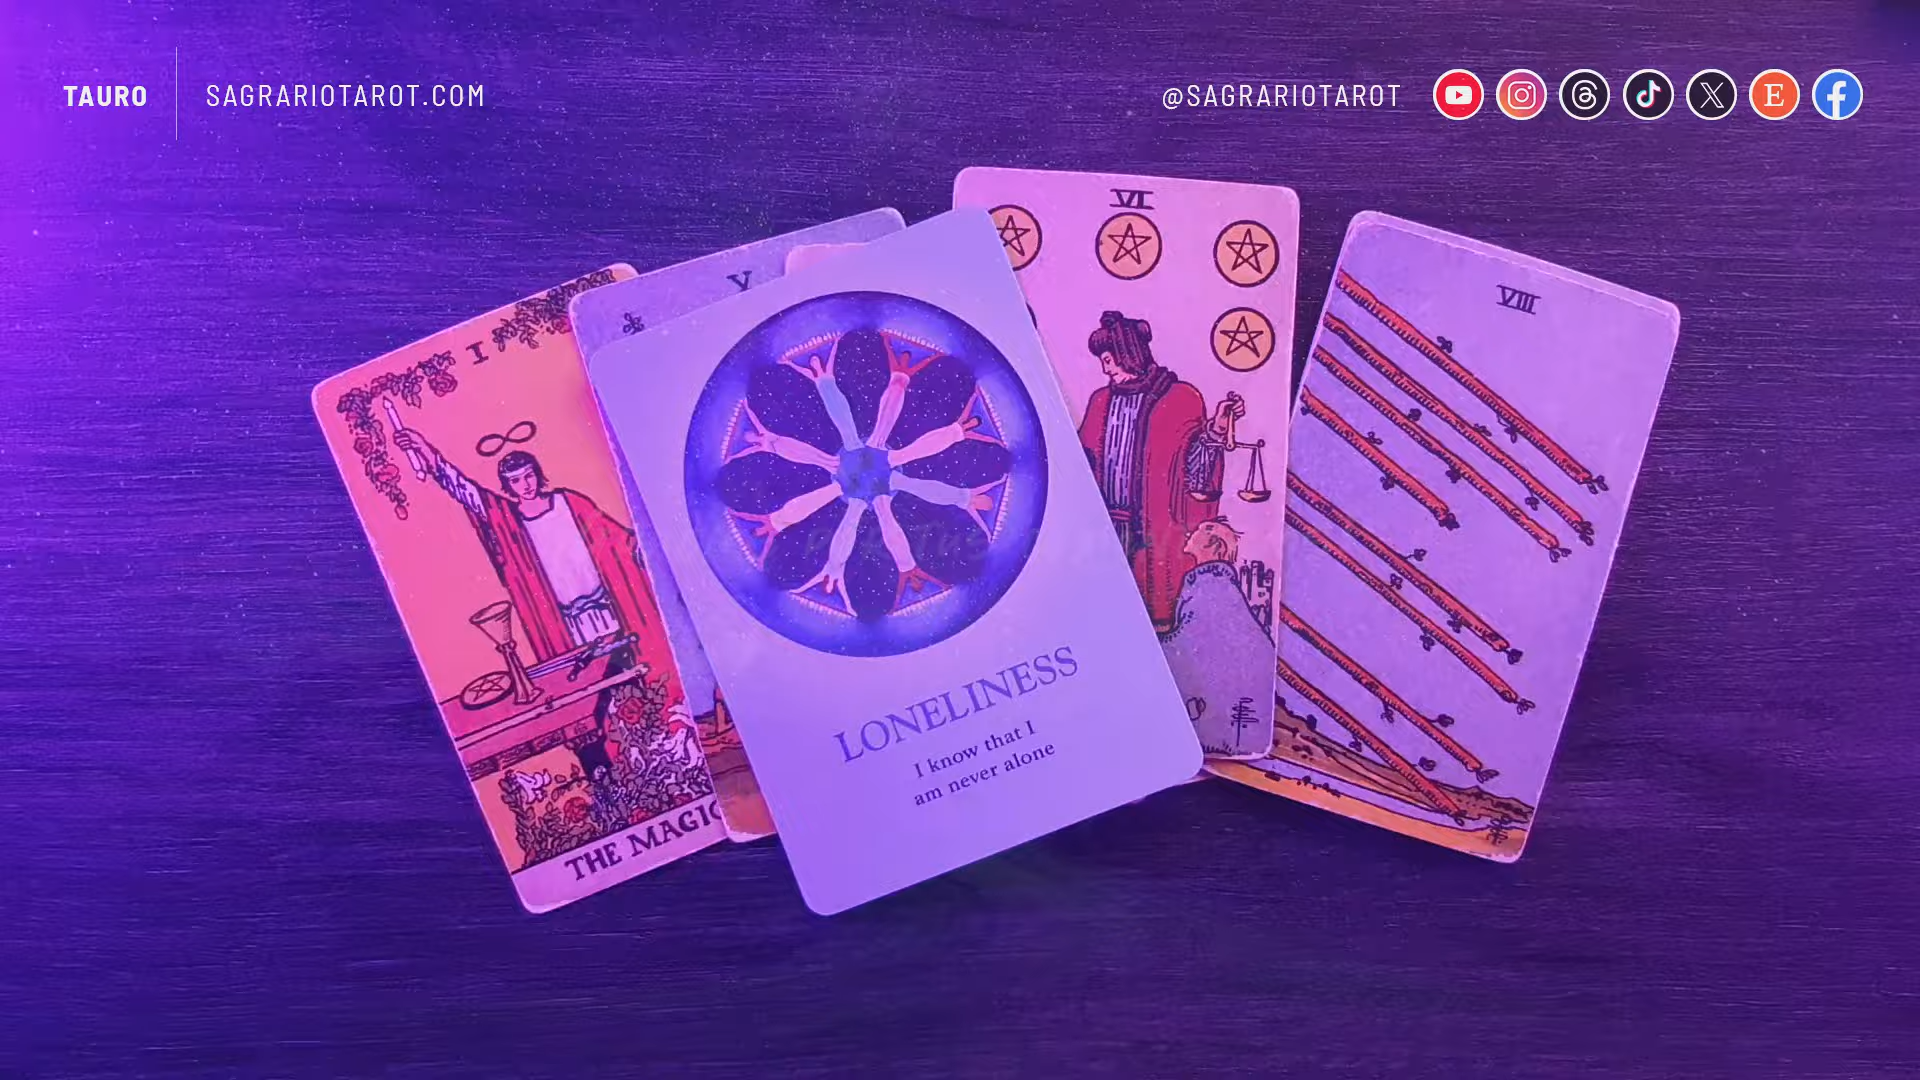 TAURO
SAGRARIOTAROT.COM
@SAGRARIOTAROT
E
VI
V
VIII
I
LONELINESS
I know that I
am never alone
THE MAGIC